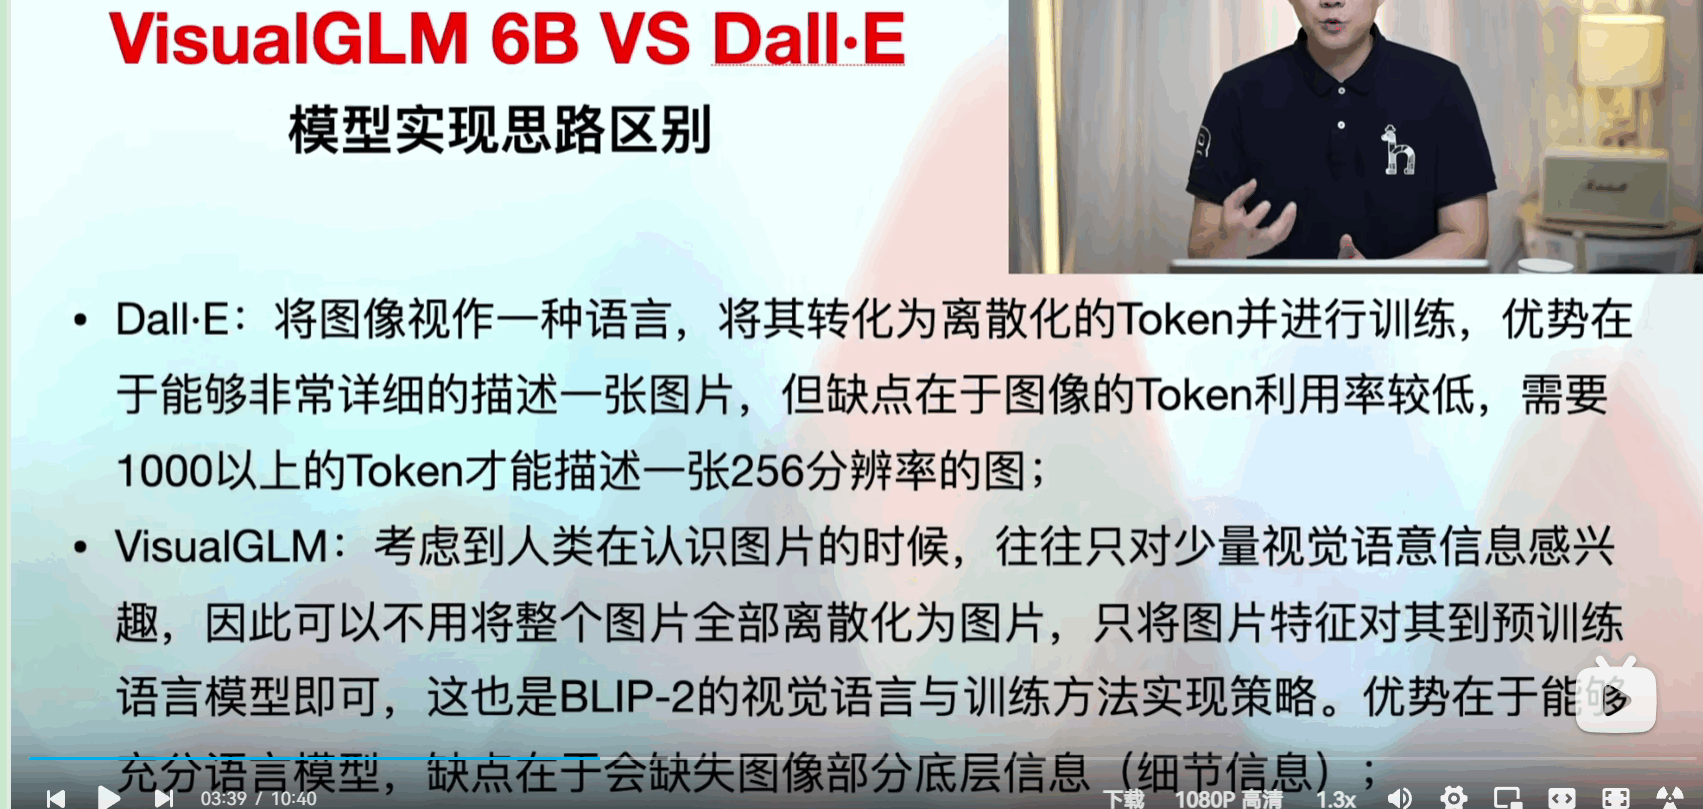 VisualGLM 6B VS Dall·E
模型实现思路区别
• Dall·E：将图像视作一种语言，将其转化为离散化的Token并进行训练，优势在
于能够非常详细的描述一张图片，但缺点在于图像的Token利用率较低，需要
1000以上的Token才能描述一张256分辨率的图；
• VisualGLM：考虑到人类在认识图片的时候，往往只对少量视觉语意信息感兴
趣，因此可以不用将整个图片全部离散化为图片，只将图片特征对其到预训练
语言模型即可，这也是BLIP-2的视觉语言与训练方法实现策略。优势在于能够
充分语言模型，缺点在于会缺失图像部分底层信息（细节信息）；
03:39 / 10:40 下载 1080P 高清 1.3x